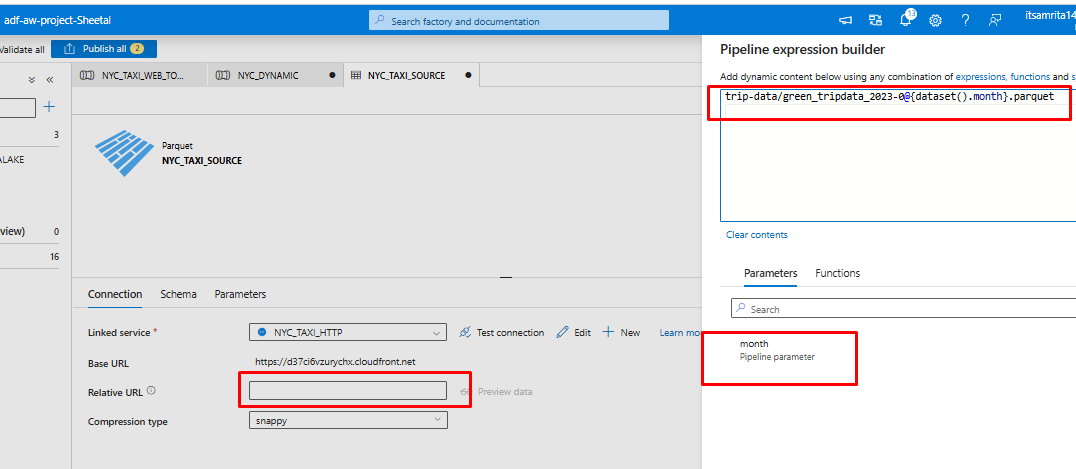 adf-aw-project-Sheetal
Search factory and documentation
13
itsamrita14
Validate all
Publish all 2
NYC_TAXI_WEB_TO...
NYC_DYNAMIC
NYC_TAXI_SOURCE
3
ALAKE
view) 0
16
Parquet
NYC_TAXI_SOURCE
Connection Schema Parameters
Linked service * NYC_TAXI_HTTP Test connection Edit New Learn mo
Base URL https://d37ci6vzurychx.cloudfront.net
Relative URL Preview data
Compression type snappy
Pipeline expression builder
Add dynamic content below using any combination of expressions, functions and s
trip-data/green_tripdata_2023-0@{dataset().month}.parquet
Clear contents
Parameters Functions
Search
month
Pipeline parameter